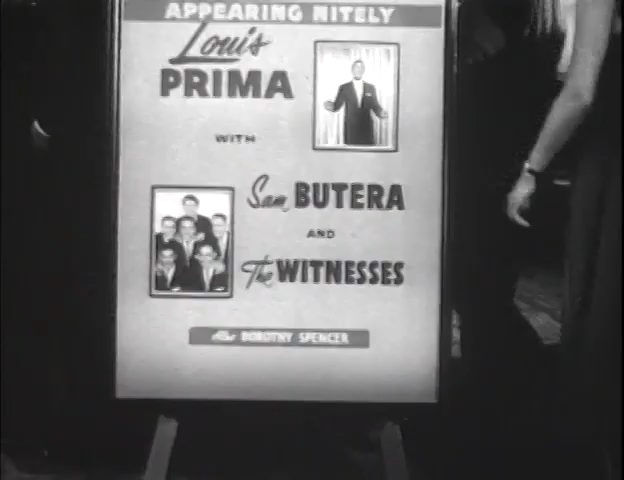 APPEARING NITELY
Louis
PRIMA
WITH
Sam BUTERA
AND
The WITNESSES
Also DOROTHY SPENCER